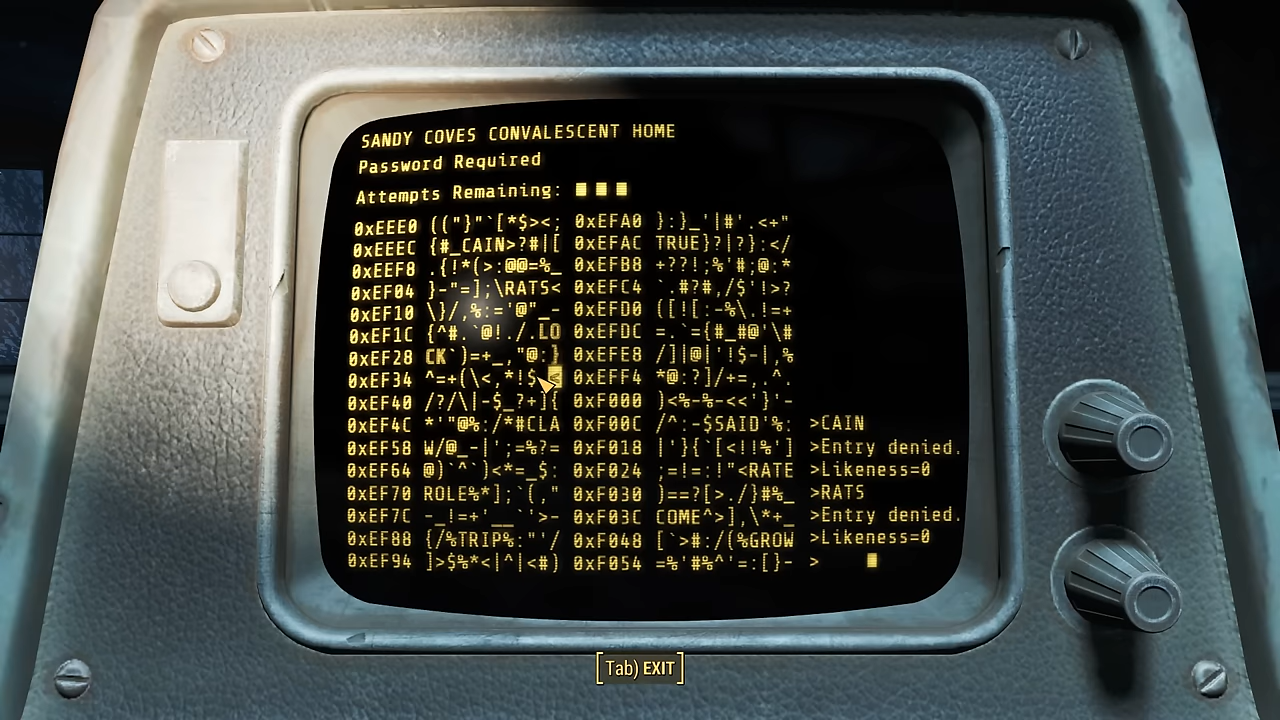 SANDY COVES CONVALESCENT HOME
Password Required
Attempts Remaining: ■ ■ ■
0xEEE0 (("}"`[*$><; 0xEFA0 }:}_'|#'.<+"
0xEEEC {#_CAIN>?#|[ 0xEFAC TRUE}?|?}:</
0xEEF8 .{!*(>:@@=%_ 0xEFB8 +??!;%'#;@:*
0xEF04 }-"=];\RATS< 0xEFC4 `.#?#,/$'!>?
0xEF10 \}/,%:='@"_- 0xEFD0 ([![:-%\.!=+
0xEF1C {^#.`@!./.LO 0xEFDC =.`={#_#@'\#
0xEF28 CK`)=+_,"@:} 0xEFE8 /]|@|'!$-|,%
0xEF34 ^=+(\<,*!$ < 0xEFF4 *@:?]/+=,.^.
0xEF40 /?/\|-$_?+]{ 0xF000 )<%-%-<<'}'-
0xEF4C *'"@%:/*#CLA 0xF00C /^:-$SAID'%: >CAIN
0xEF58 W/@_-|';=%?= 0xF018 |'}{`[<!!%'] >Entry denied.
0xEF64 @)`^`)<*=_$: 0xF024 ;=!=:!"<RATE >Likeness=0
0xEF70 ROLE%*];`(," 0xF030 )==?[>./}#%_ >RATS
0xEF7C -_!=+'__`'>- 0xF03C COME^>],\*+_ >Entry denied.
0xEF88 {/%TRIP%:"'/ 0xF048 [`>#:/(%GROW >Likeness=0
0xEF94 ]>$%*<|^|<#) 0xF054 =%'#%^'=:[}- > ■
[Tab) EXIT]